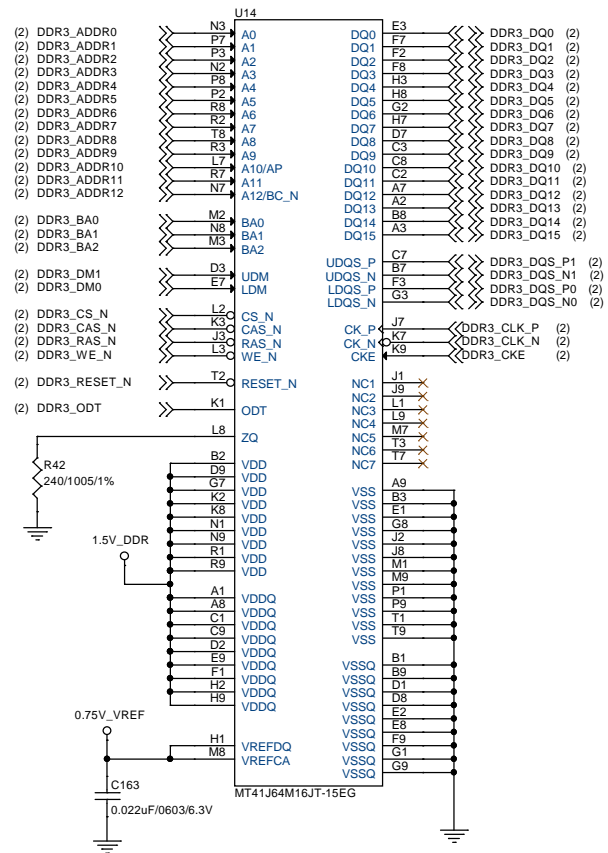 U14
(2) DDR3_ADDR0 N3 A0 DQ0 E3 DDR3_DQ0 (2)
(2) DDR3_ADDR1 P7 A1 DQ1 F7 DDR3_DQ1 (2)
(2) DDR3_ADDR2 P3 A2 DQ2 F2 DDR3_DQ2 (2)
(2) DDR3_ADDR3 N2 A3 DQ3 F8 DDR3_DQ3 (2)
(2) DDR3_ADDR4 P8 A4 DQ4 H3 DDR3_DQ4 (2)
(2) DDR3_ADDR5 P2 A5 DQ5 H8 DDR3_DQ5 (2)
(2) DDR3_ADDR6 R8 A6 DQ6 G2 DDR3_DQ6 (2)
(2) DDR3_ADDR7 R2 A7 DQ7 H7 DDR3_DQ7 (2)
(2) DDR3_ADDR8 T8 A8 DQ8 D7 DDR3_DQ8 (2)
(2) DDR3_ADDR9 R3 A9 DQ9 C3 DDR3_DQ9 (2)
(2) DDR3_ADDR10 L7 A10/AP DQ10 C8 DDR3_DQ10 (2)
(2) DDR3_ADDR11 R7 A11 DQ11 C2 DDR3_DQ11 (2)
(2) DDR3_ADDR12 N7 A12/BC_N DQ12 A7 DDR3_DQ12 (2)
DQ13 A2 DDR3_DQ13 (2)
(2) DDR3_BA0 M2 BA0 DQ14 B8 DDR3_DQ14 (2)
(2) DDR3_BA1 N8 BA1 DQ15 A3 DDR3_DQ15 (2)
(2) DDR3_BA2 M3 BA2
UDQS_P C7 DDR3_DQS_P1 (2)
(2) DDR3_DM1 D3 UDM UDQS_N B7 DDR3_DQS_N1 (2)
(2) DDR3_DM0 E7 LDM LDQS_P F3 DDR3_DQS_P0 (2)
LDQS_N G3 DDR3_DQS_N0 (2)
(2) DDR3_CS_N L2 CS_N
(2) DDR3_CAS_N K3 CAS_N CK_P J7 DDR3_CLK_P (2)
(2) DDR3_RAS_N J3 RAS_N CK_N K7 DDR3_CLK_N (2)
(2) DDR3_WE_N L3 WE_N CKE K9 DDR3_CKE (2)
(2) DDR3_RESET_N T2 RESET_N NC1 J1
NC2 J9
(2) DDR3_ODT K1 ODT NC3 L1
NC4 L9
L8 ZQ NC5 M7
NC6 T3
NC7 T7
R42
240/1005/1%
B2 VDD
D9 VDD
G7 VDD VSS A9
K2 VDD VSS B3
K8 VDD VSS E1
N1 VDD VSS G8
1.5V_DDR
N9 VDD VSS J2
R1 VDD VSS J8
R9 VDD VSS M1
VSS M9
A1 VDDQ VSS P1
A8 VDDQ VSS P9
C1 VDDQ VSS T1
C9 VDDQ VSS T9
D2 VDDQ
E9 VDDQ VSSQ B1
F1 VDDQ VSSQ B9
H2 VDDQ VSSQ D1
H9 VDDQ VSSQ D8
0.75V_VREF
VSSQ E2
VSSQ E8
H1 VREFDQ VSSQ F9
M8 VREFCA VSSQ G1
VSSQ G9
C163
0.022uF/0603/6.3V
MT41J64M16JT-15EG